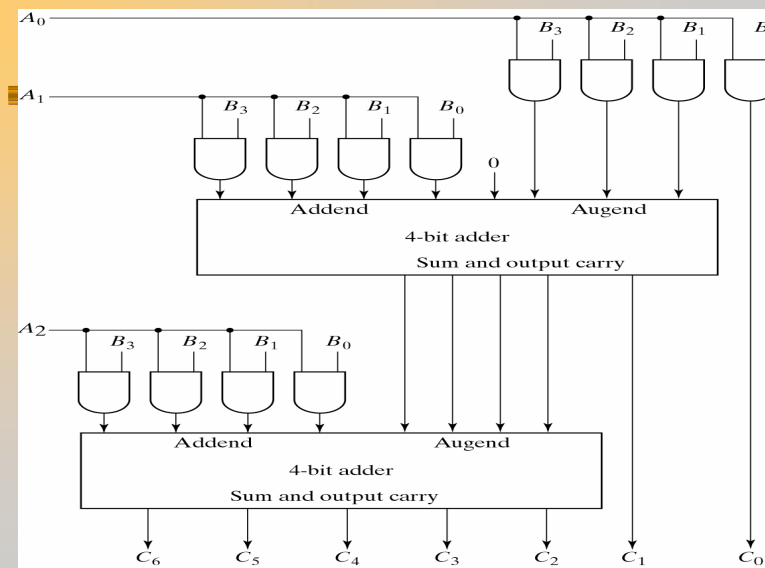 A0
B3 B2 B1 B
A1
B3 B2 B1 B0
0
Addend Augend
4-bit adder
Sum and output carry
A2
B3 B2 B1 B0
Addend Augend
4-bit adder
Sum and output carry
C6 C5 C4 C3 C2 C1 C0